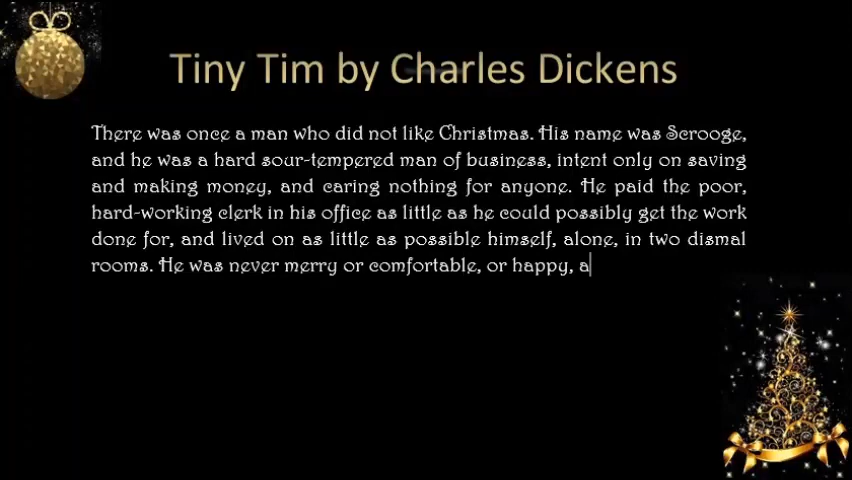 Tiny Tim by Charles Dickens
There was once a man who did not like Christmas. His name was Scrooge,
and he was a hard sour-tempered man of business, intent only on saving
and making money, and caring nothing for anyone. He paid the poor,
hard-working clerk in his office as little as he could possibly get the work
done for, and lived on as little as possible himself, alone, in two dismal
rooms. He was never merry or comfortable, or happy, a